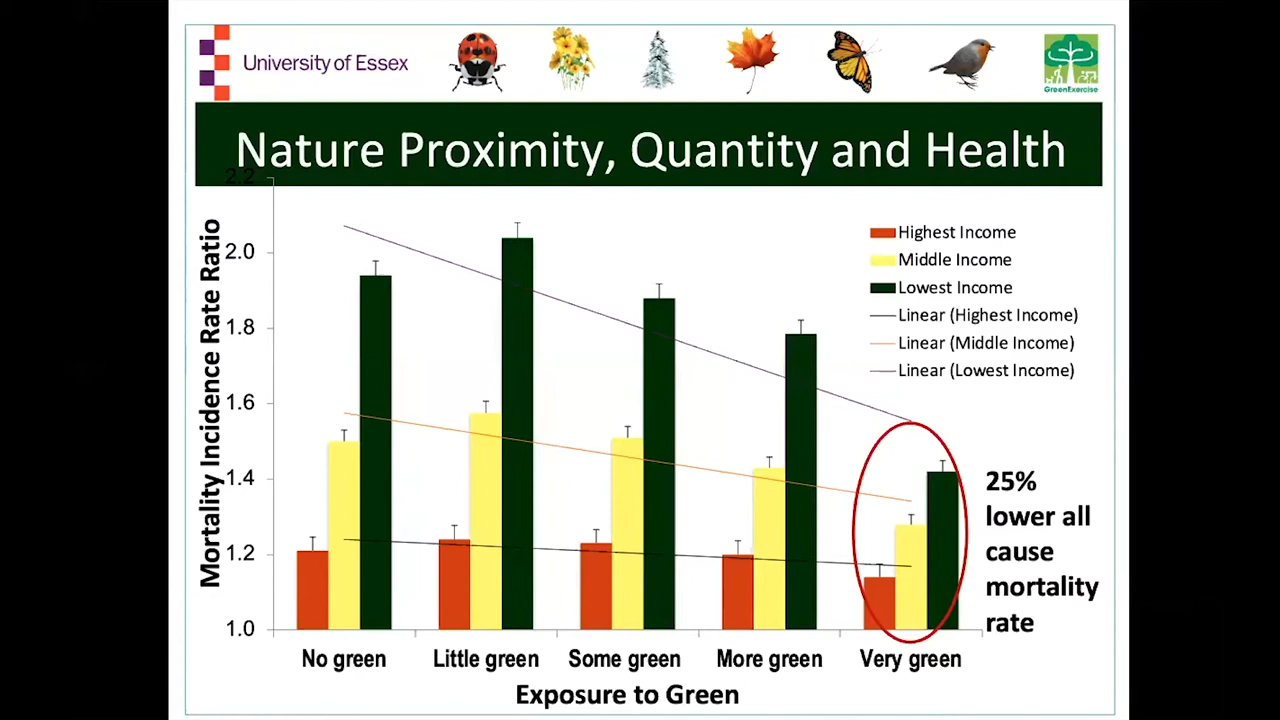 University of Essex
GreenExercise
Nature Proximity, Quantity and Health
2.2
2.0
1.8
1.6
1.4
1.2
1.0
Mortality Incidence Rate Ratio
Highest Income
Middle Income
Lowest Income
Linear (Highest Income)
Linear (Middle Income)
Linear (Lowest Income)
25%
lower all
cause
mortality
rate
No green
Little green
Some green
More green
Very green
Exposure to Green